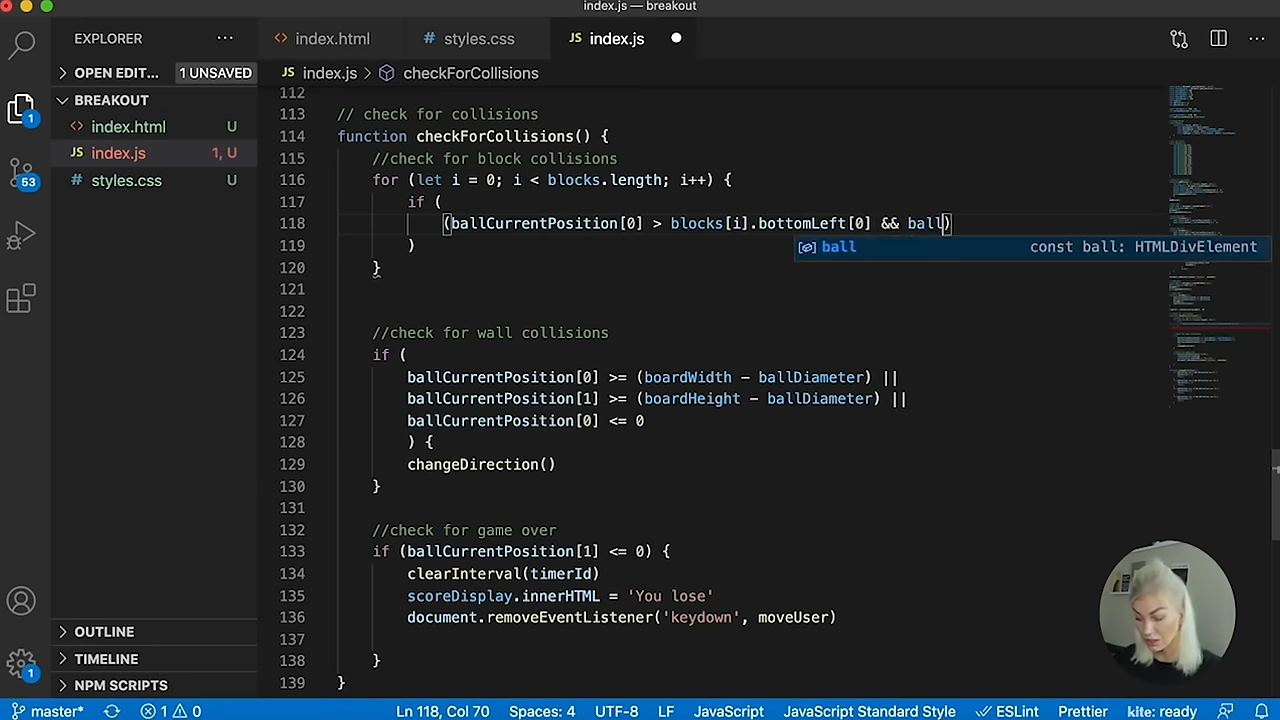 index.js — breakout
EXPLORER ···
index.html
styles.css
index.js
OPEN EDIT... 1 UNSAVED
BREAKOUT
index.html U
index.js 1, U
styles.css U
1
53
index.js > checkForCollisions
112
113 // check for collisions
114 function checkForCollisions() {
115 //check for block collisions
116 for (let i = 0; i < blocks.length; i++) {
117 if (
118 (ballCurrentPosition[0] > blocks[i].bottomLeft[0] && ball)
ball const ball: HTMLDivElement
119 )
120 }
121
122
123 //check for wall collisions
124 if (
125 ballCurrentPosition[0] >= (boardWidth - ballDiameter) ||
126 ballCurrentPosition[1] >= (boardHeight - ballDiameter) ||
127 ballCurrentPosition[0] <= 0
128 ) {
129 changeDirection()
130 }
131
132 //check for game over
133 if (ballCurrentPosition[1] <= 0) {
134 clearInterval(timerId)
135 scoreDisplay.innerHTML = 'You lose'
136 document.removeEventListener('keydown', moveUser)
137
138 }
139 }
OUTLINE
TIMELINE
NPM SCRIPTS
1
master* 1 0 Ln 118, Col 70 Spaces: 4 UTF-8 LF JavaScript JavaScript Standard Style ESLint Prettier kite: ready